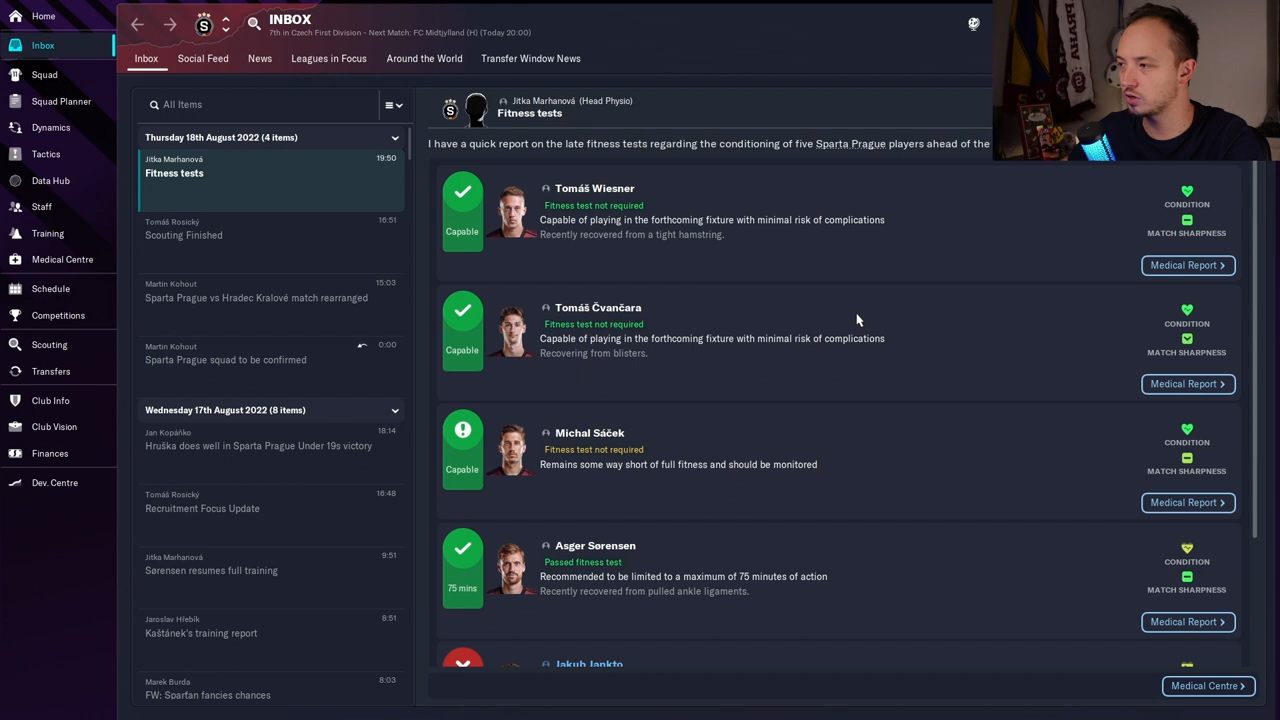 Home
Inbox
Squad
Squad Planner
Dynamics
Tactics
Data Hub
Staff
Training
Medical Centre
Schedule
Competitions
Scouting
Transfers
Club Info
Club Vision
Finances
Dev. Centre
INBOX
7th in Czech First Division - Next Match: FC Midtjylland (H) (Today 20:00)
Inbox
Social Feed
News
Leagues in Focus
Around the World
Transfer Window News
All Items
Thursday 18th August 2022 (4 items)
Jitka Marhanová 19:50
Fitness tests
Tomáš Rosický 16:51
Scouting Finished
Martin Kohout 15:03
Sparta Prague vs Hradec Kralové match rearranged
Martin Kohout 0:00
Sparta Prague squad to be confirmed
Wednesday 17th August 2022 (8 items)
Jan Kopáňko 18:14
Hruška does well in Sparta Prague Under 19s victory
Tomáš Rosický 16:48
Recruitment Focus Update
Jitka Marhanová 9:51
Sørensen resumes full training
Jaroslav Hřebík 8:51
Kaštánek's training report
Marek Burda 8:03
FW: Sparťan fancies chances
Jitka Marhanová (Head Physio)
Fitness tests
I have a quick report on the late fitness tests regarding the conditioning of five Sparta Prague players ahead of the
Capable
Tomáš Wiesner
Fitness test not required
Capable of playing in the forthcoming fixture with minimal risk of complications
Recently recovered from a tight hamstring.
CONDITION
MATCH SHARPNESS
Medical Report
Capable
Tomáš Čvančara
Fitness test not required
Capable of playing in the forthcoming fixture with minimal risk of complications
Recovering from blisters.
CONDITION
MATCH SHARPNESS
Medical Report
Capable
Michal Sáček
Fitness test not required
Remains some way short of full fitness and should be monitored
CONDITION
MATCH SHARPNESS
Medical Report
75 mins
Asger Sørensen
Passed fitness test
Recommended to be limited to a maximum of 75 minutes of action
Recently recovered from pulled ankle ligaments.
CONDITION
MATCH SHARPNESS
Medical Report
Jakub Jankto
Medical Centre